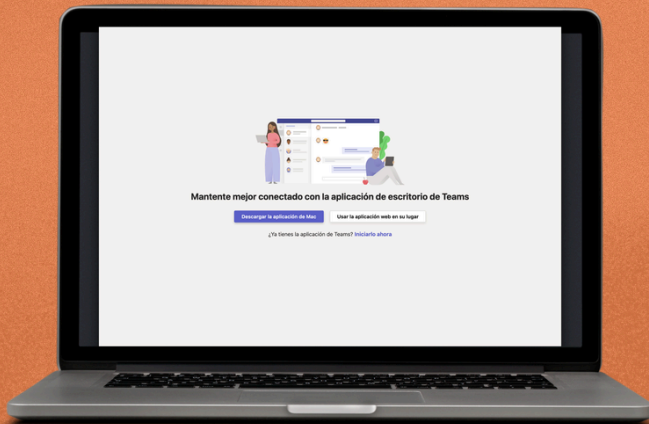 Mantente mejor conectado con la aplicación de escritorio de Teams
Descargar la aplicación de Mac Usar la aplicación web en su lugar
¿Ya tienes la aplicación de Teams? Iniciarlo ahora